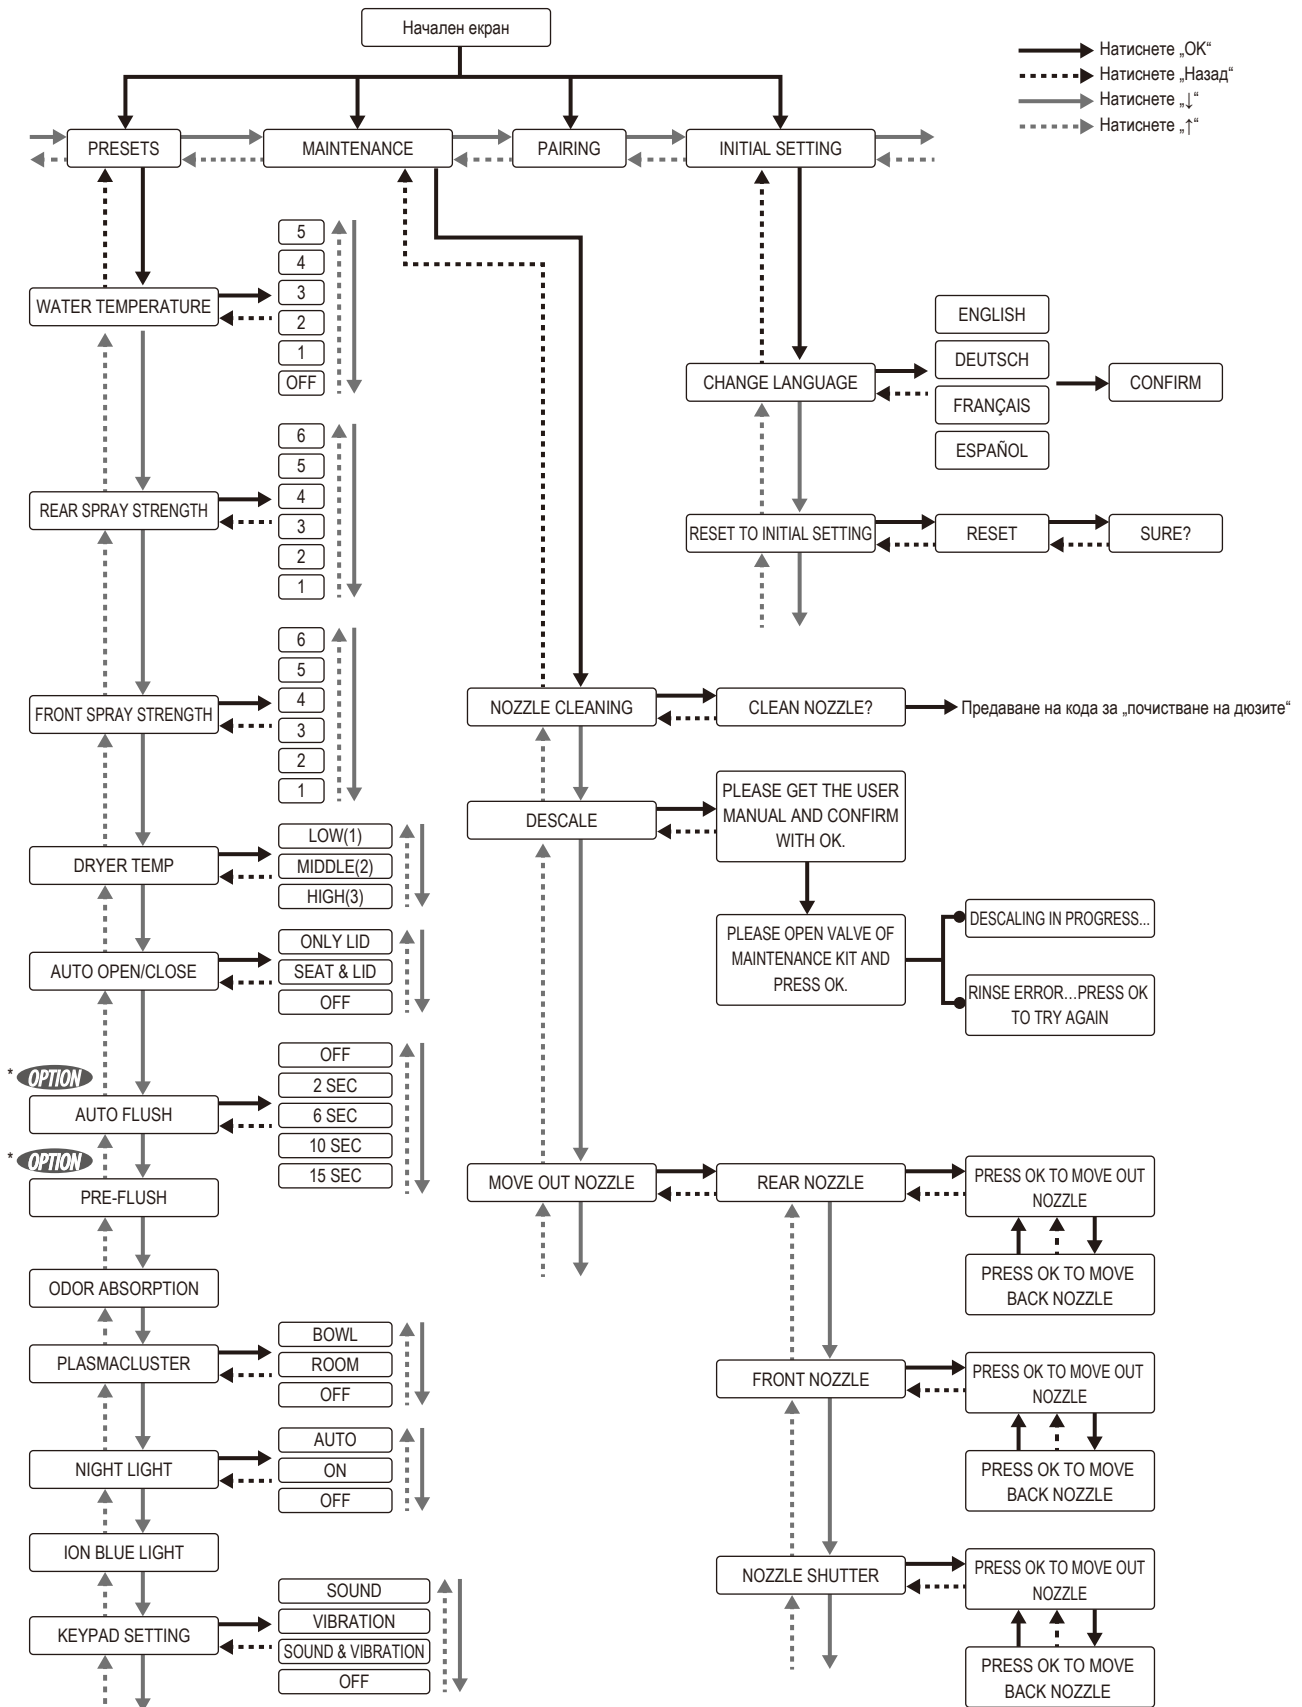 Начален екран
Натиснете „OK“
Натиснете „Назад“
Натиснете „↓“
Натиснете „↑“
PRESETS
MAINTENANCE
PAIRING
INITIAL SETTING
WATER TEMPERATURE
5
4
3
2
1
OFF
REAR SPRAY STRENGTH
6
5
4
3
2
1
FRONT SPRAY STRENGTH
6
5
4
3
2
1
DRYER TEMP
LOW(1)
MIDDLE(2)
HIGH(3)
AUTO OPEN/CLOSE
ONLY LID
SEAT & LID
OFF
* OPTION
AUTO FLUSH
OFF
2 SEC
6 SEC
10 SEC
15 SEC
* OPTION
PRE-FLUSH
ODOR ABSORPTION
PLASMACLUSTER
BOWL
ROOM
OFF
NIGHT LIGHT
AUTO
ON
OFF
ION BLUE LIGHT
KEYPAD SETTING
SOUND
VIBRATION
SOUND & VIBRATION
OFF
NOZZLE CLEANING
CLEAN NOZZLE?
Предаване на кода за „почистване на дюзите“
DESCALE
PLEASE GET THE USER
MANUAL AND CONFIRM
WITH OK.
PLEASE OPEN VALVE OF
MAINTENANCE KIT AND
PRESS OK.
DESCALING IN PROGRESS...
RINSE ERROR...PRESS OK
TO TRY AGAIN
MOVE OUT NOZZLE
REAR NOZZLE
PRESS OK TO MOVE OUT
NOZZLE
PRESS OK TO MOVE
BACK NOZZLE
FRONT NOZZLE
PRESS OK TO MOVE OUT
NOZZLE
PRESS OK TO MOVE
BACK NOZZLE
NOZZLE SHUTTER
PRESS OK TO MOVE OUT
NOZZLE
PRESS OK TO MOVE
BACK NOZZLE
CHANGE LANGUAGE
ENGLISH
DEUTSCH
FRANÇAIS
ESPAÑOL
CONFIRM
RESET TO INITIAL SETTING
RESET
SURE?